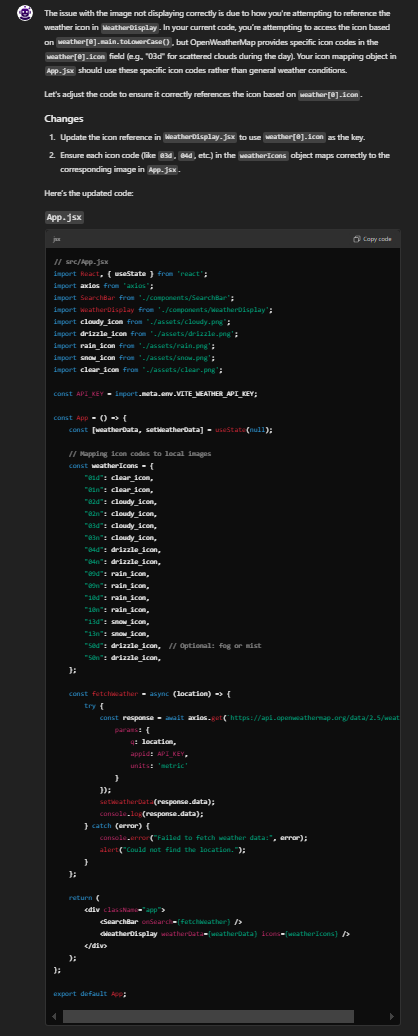 The issue with the image not displaying correctly is due to how you're attempting to reference the
weather icon in WeatherDisplay. In your current code, you're attempting to access the icon based
on weather[0].main.toLowerCase(), but OpenWeatherMap provides specific icon codes in the
weather[0].icon field (e.g., "03d" for scattered clouds during the day). Your icon mapping object in
App.jsx should use these specific icon codes rather than general weather conditions.
Let's adjust the code to ensure it correctly references the icon based on weather[0].icon.
Changes
1. Update the icon reference in WeatherDisplay.jsx to use weather[0].icon as the key.
2. Ensure each icon code (like 03d, 04d, etc.) in the weatherIcons object maps correctly to the
corresponding image in App.jsx.
Here's the updated code:
App.jsx
jsx
Copy code
// src/App.jsx
import React, { useState } from 'react';
import axios from 'axios';
import SearchBar from './components/SearchBar';
import WeatherDisplay from './components/WeatherDisplay';
import cloudy_icon from './assets/cloudy.png';
import drizzle_icon from './assets/drizzle.png';
import rain_icon from './assets/rain.png';
import snow_icon from './assets/snow.png';
import clear_icon from './assets/clear.png';
const API_KEY = import.meta.env.VITE_WEATHER_API_KEY;
const App = () => {
const [weatherData, setWeatherData] = useState(null);
// Mapping icon codes to local images
const weatherIcons = {
"01d": clear_icon,
"01n": clear_icon,
"02d": cloudy_icon,
"02n": cloudy_icon,
"03d": cloudy_icon,
"03n": cloudy_icon,
"04d": drizzle_icon,
"04n": drizzle_icon,
"09d": rain_icon,
"09n": rain_icon,
"10d": rain_icon,
"10n": rain_icon,
"13d": snow_icon,
"13n": snow_icon,
"50d": drizzle_icon, // Optional: fog or mist
"50n": drizzle_icon,
};
const fetchWeather = async (location) => {
try {
const response = await axios.get(`https://api.openweathermap.org/data/2.5/weat
params: {
q: location,
appid: API_KEY,
units: 'metric'
}
});
setWeatherData(response.data);
console.log(response.data);
} catch (error) {
console.error("Failed to fetch weather data:", error);
alert("Could not find the location.");
}
};
return (
<div className="app">
<SearchBar onSearch={fetchWeather} />
<WeatherDisplay weatherData={weatherData} icons={weatherIcons} />
</div>
);
};
export default App;